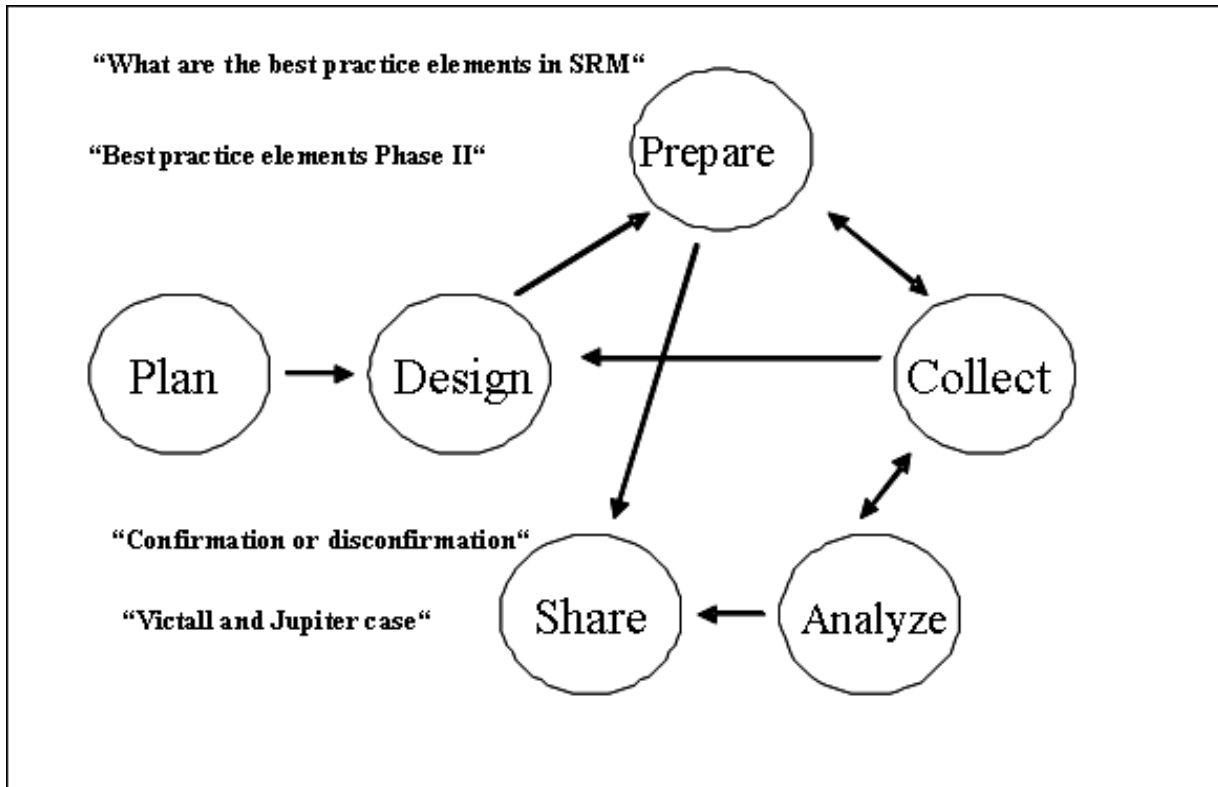 “What are the best practice elements in SRM“
Prepare
“Best practice elements Phase II“
Plan
Design
Collect
“Confirmation or disconfirmation“
Share
Analyze
“Victall and Jupiter case“